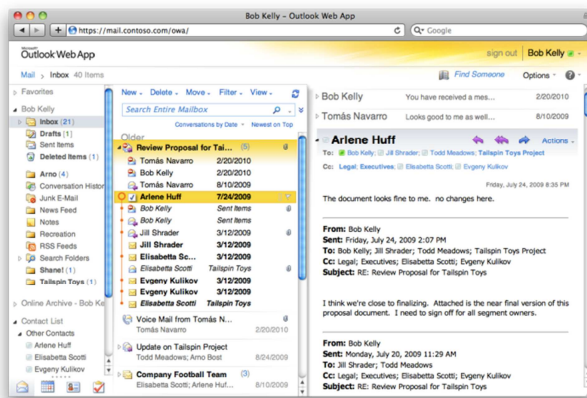 Bob Kelly – Outlook Web App
https://mail.contoso.com/owa/
Google
Microsoft
Outlook Web App
sign out Bob Kelly
Mail > Inbox 40 Items
Find Someone Options
Favorites
Bob Kelly
Inbox (21)
Drafts [1]
Sent Items
Deleted Items (1)
Arno (4)
Conversation Histor
Junk E-Mail
News Feed
Notes
Recreation
RSS Feeds
Search Folders
Shane! (1)
Tailspin Toys (1)
Online Archive - Bob Ke
Contact List
Other Contacts
Arlene Huff
Elisabetta Scotti
Evgeny Kulikov
New Delete Move Filter View
Search Entire Mailbox
Conversations by Date Newest on Top
Older
Review Proposal for Tai... (5)
Tomás Navarro 2/20/2010
Bob Kelly 2/20/2010
Tomás Navarro 8/10/2009
Arlene Huff 7/24/2009
Bob Kelly Sent Items
Bob Kelly Sent Items
Jill Shrader 3/12/2009
Jill Shrader 3/12/2009
Elisabetta Sc... 3/12/2009
Elisabetta Scotti Tailspin Toys
Evgeny Kulikov 3/12/2009
Evgeny Kulikov 3/12/2009
Elisabetta Scotti Tailspin Toys
Voice Mail from Tomás N...
Tomás Navarro 2/20/2010
Update on Tailspin Project
Todd Meadows; Arno Bost 8/24/2009
Company Football Team (3)
Elisabetta Scotti; Arlene Huf... 8/10/2009
Bob Kelly You have received a mes... 2/20/2010
Tomás Navarro Looks good to me as well... 8/10/2009
Arlene Huff Actions
To: Bob Kelly; Jill Shrader; Todd Meadows; Tailspin Toys Project
Cc: Legal; Executives; Elisabetta Scotti; Evgeny Kulikov
Friday, July 24, 2009 8:35 PM
The document looks fine to me. no changes here.
From: Bob Kelly
Sent: Friday, July 24, 2009 2:07 PM
To: Bob Kelly; Jill Shrader; Todd Meadows; Tailspin Toys Project
Cc: Legal; Executives; Elisabetta Scotti; Evgeny Kulikov
Subject: RE: Review Proposal for Tailspin Toys
I think we're close to finalizing. Attached is the near final version of this
proposal document. I need to sign off for all segment owners.
From: Bob Kelly
Sent: Monday, July 20, 2009 11:29 AM
To: Jill Shrader; Todd Meadows
Cc: Legal; Executives; Elisabetta Scotti; Evgeny Kulikov
Subject: RE: Review Proposal for Tailspin Toys